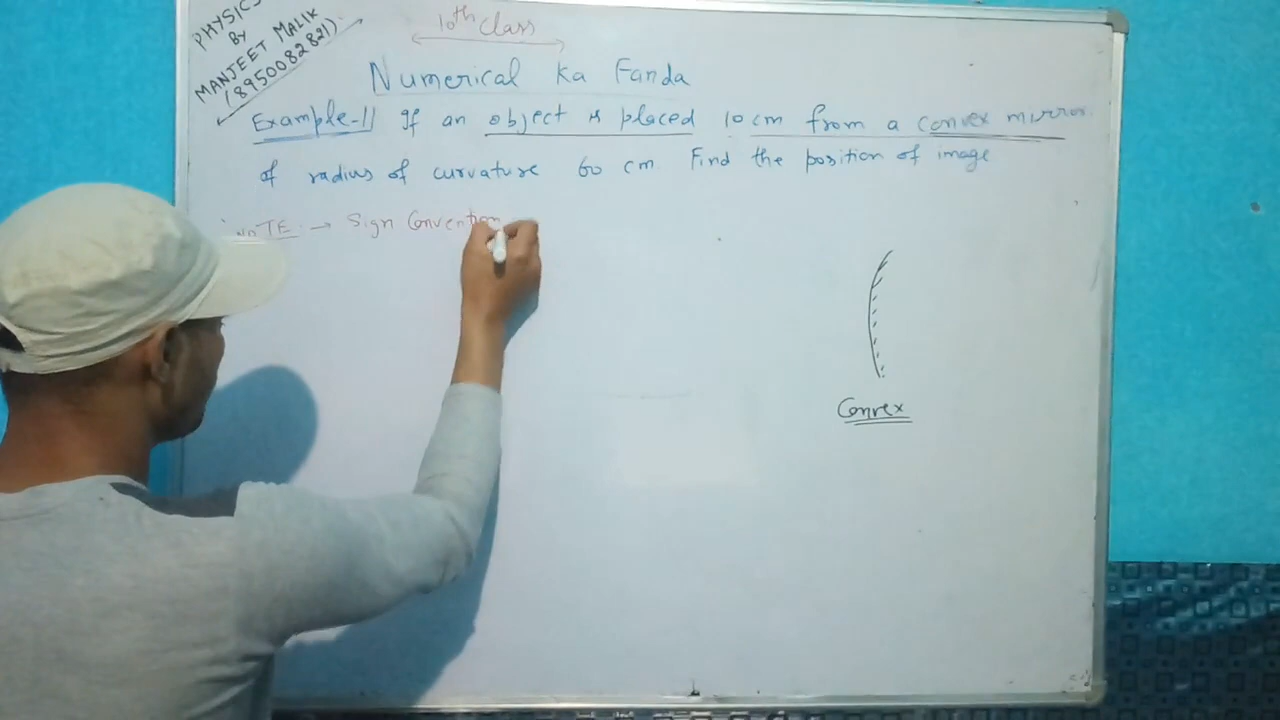 PHYSICS
By
MANJEET MALIK
(8950082821)
10th class
Numerical ka Fanda
Example-11 If an object is placed 10 cm from a convex mirror
of radius of curvature 60 cm. Find the position of image
NOTE :→ Sign Convention
Convex